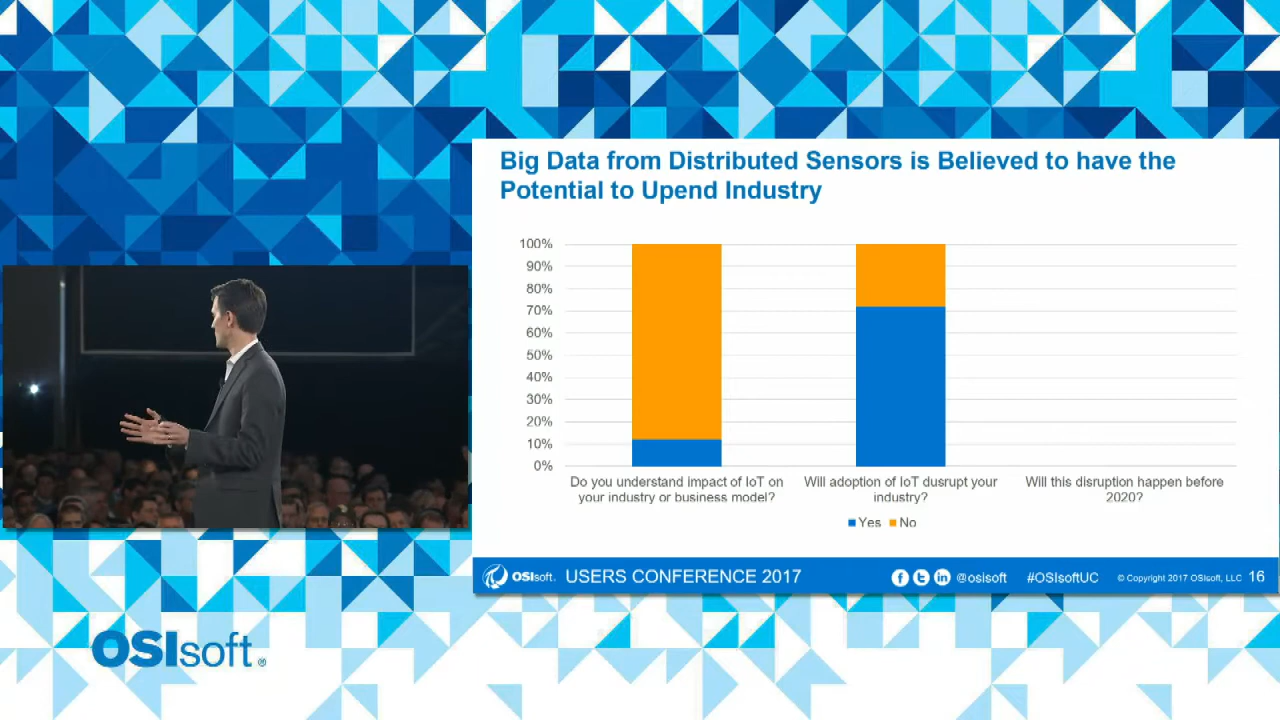 Big Data from Distributed Sensors is Believed to have the
Potential to Upend Industry
100%
90%
80%
70%
60%
50%
40%
30%
20%
10%
0%
Do you understand impact of IoT on
your industry or business model?
Will adoption of IoT dusrupt your
industry?
Will this disruption happen before
2020?
Yes No
OSIsoft. USERS CONFERENCE 2017
@osisoft #OSIsoftUC © Copyright 2017 OSIsoft, LLC 16
OSIsoft®